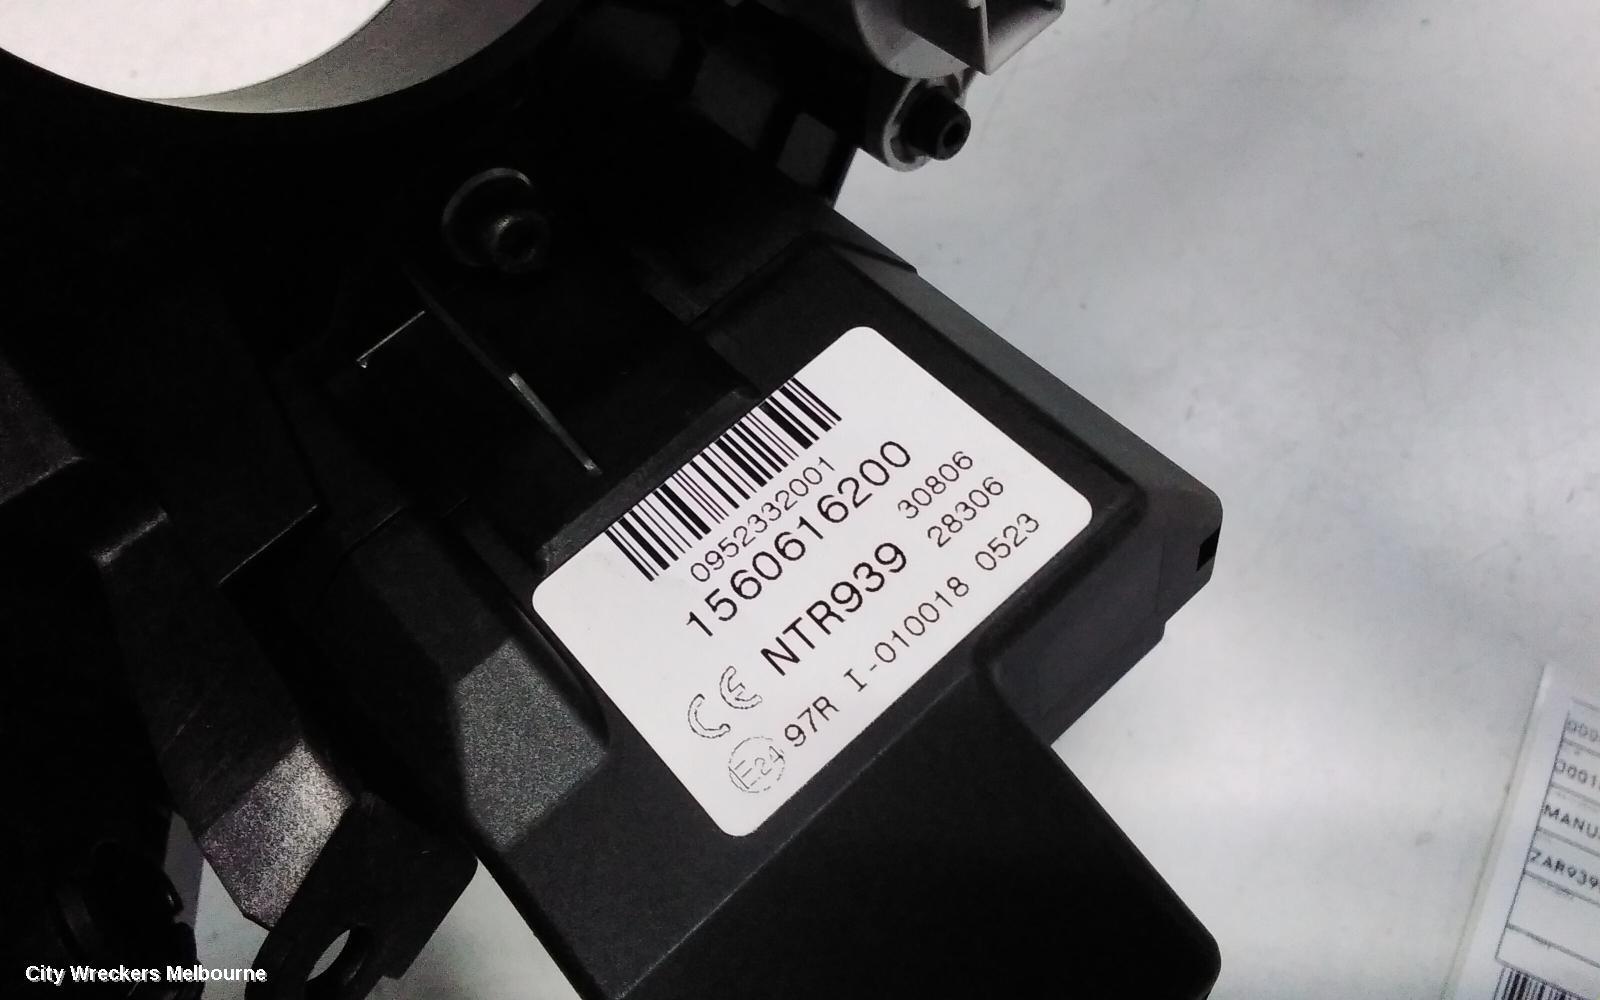 0952332001
1560616200
NTR939
30806
28306
CE
E24 97R I-010018 0523
MANU
ZAR939
City Wreckers Melbourne